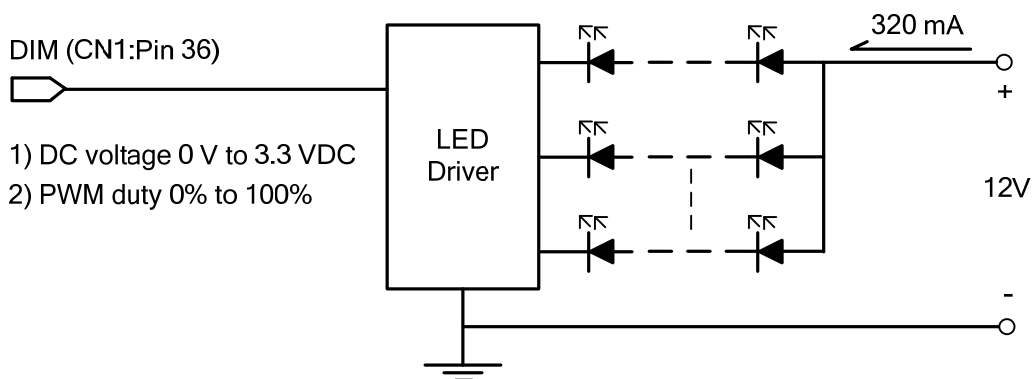 320 mA
DIM (CN1:Pin 36)
+
LED
Driver
1) DC voltage 0 V to 3.3 VDC
2) PWM duty 0% to 100%
12V
-